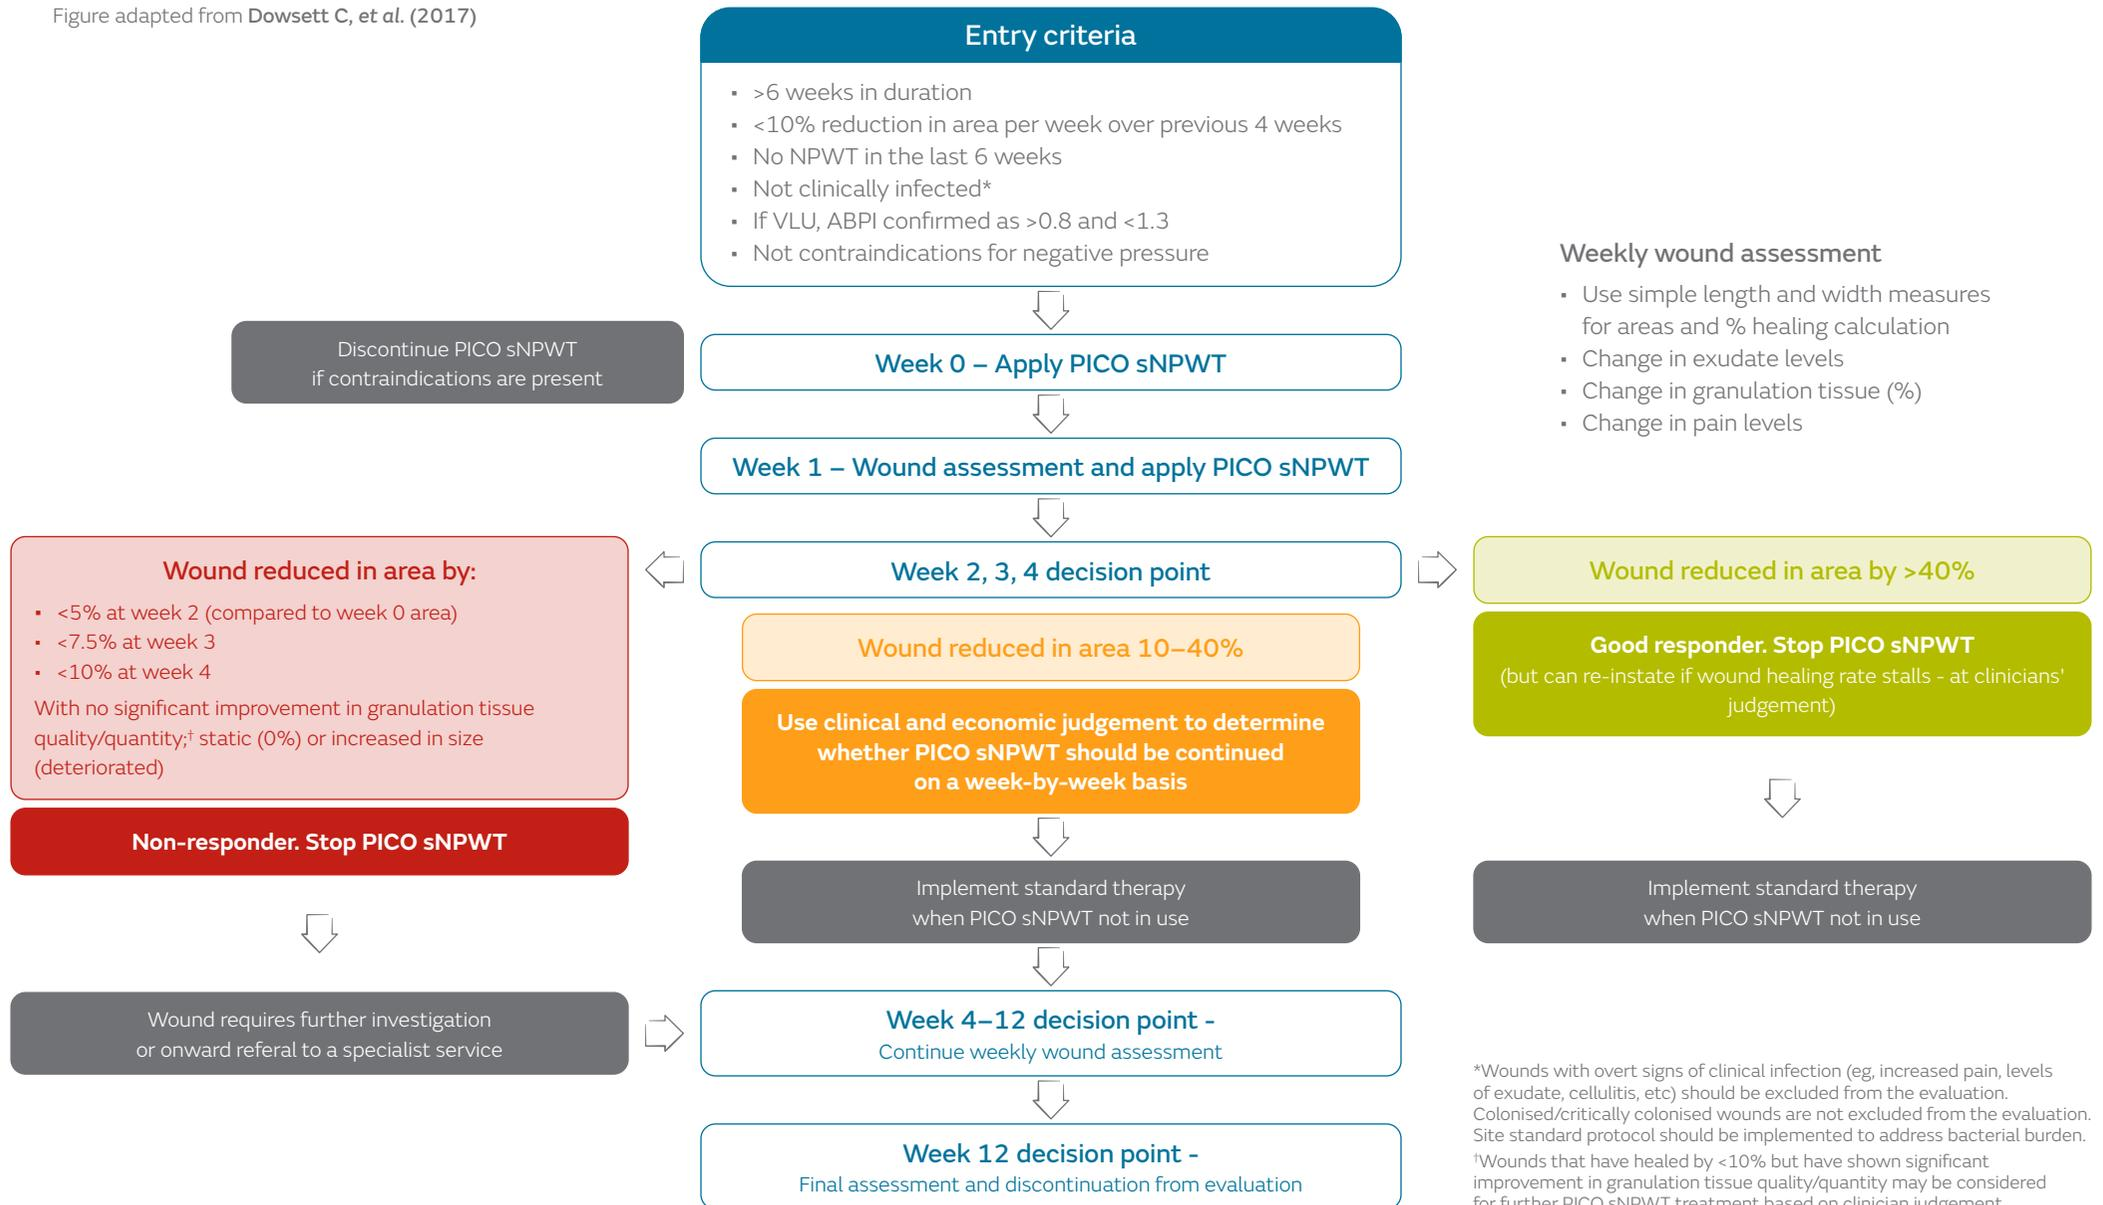 Figure adapted from Dowsett C, et al. (2017)
Entry criteria
▪ >6 weeks in duration
▪ <10% reduction in area per week over previous 4 weeks
▪ No NPWT in the last 6 weeks
▪ Not clinically infected*
▪ If VLU, ABPI confirmed as >0.8 and <1.3
▪ Not contraindications for negative pressure
Discontinue PICO sNPWT
if contraindications are present
Week 0 – Apply PICO sNPWT
Week 1 – Wound assessment and apply PICO sNPWT
Weekly wound assessment
▪ Use simple length and width measures
for areas and % healing calculation
▪ Change in exudate levels
▪ Change in granulation tissue (%)
▪ Change in pain levels
Week 2, 3, 4 decision point
Wound reduced in area by:
▪ <5% at week 2 (compared to week 0 area)
▪ <7.5% at week 3
▪ <10% at week 4
With no significant improvement in granulation tissue
quality/quantity;† static (0%) or increased in size
(deteriorated)
Non-responder. Stop PICO sNPWT
Wound requires further investigation
or onward referal to a specialist service
Wound reduced in area 10–40%
Use clinical and economic judgement to determine
whether PICO sNPWT should be continued
on a week-by-week basis
Implement standard therapy
when PICO sNPWT not in use
Wound reduced in area by >40%
Good responder. Stop PICO sNPWT
(but can re-instate if wound healing rate stalls - at clinicians'
judgement)
Implement standard therapy
when PICO sNPWT not in use
Week 4–12 decision point -
Continue weekly wound assessment
Week 12 decision point -
Final assessment and discontinuation from evaluation
*Wounds with overt signs of clinical infection (eg, increased pain, levels
of exudate, cellulitis, etc) should be excluded from the evaluation.
Colonised/critically colonised wounds are not excluded from the evaluation.
Site standard protocol should be implemented to address bacterial burden.
†Wounds that have healed by <10% but have shown significant
improvement in granulation tissue quality/quantity may be considered
for further PICO sNPWT treatment based on clinician judgement